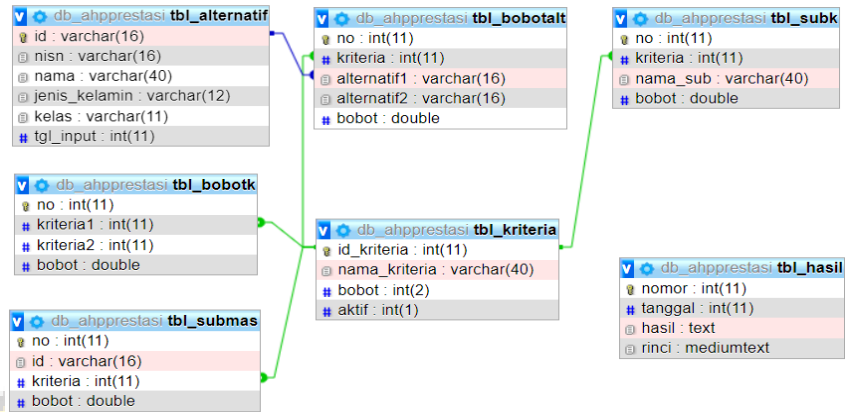 db_ahpprestasi tbl_alternatif
id : varchar(16)
nisn : varchar(16)
nama : varchar(40)
jenis_kelamin : varchar(12)
kelas : varchar(11)
tgl_input : int(11)
db_ahpprestasi tbl_bobotalt
no : int(11)
kriteria : int(11)
alternatif1 : varchar(16)
alternatif2 : varchar(16)
bobot : double
db_ahpprestasi tbl_subk
no : int(11)
kriteria : int(11)
nama_sub : varchar(40)
bobot : double
db_ahpprestasi tbl_bobotk
no : int(11)
kriteria1 : int(11)
kriteria2 : int(11)
bobot : double
db_ahpprestasi tbl_kriteria
id_kriteria : int(11)
nama_kriteria : varchar(40)
bobot : int(2)
aktif : int(1)
db_ahpprestasi tbl_hasil
nomor : int(11)
tanggal : int(11)
hasil : text
rinci : mediumtext
db_ahpprestasi tbl_submas
no : int(11)
id : varchar(16)
kriteria : int(11)
bobot : double